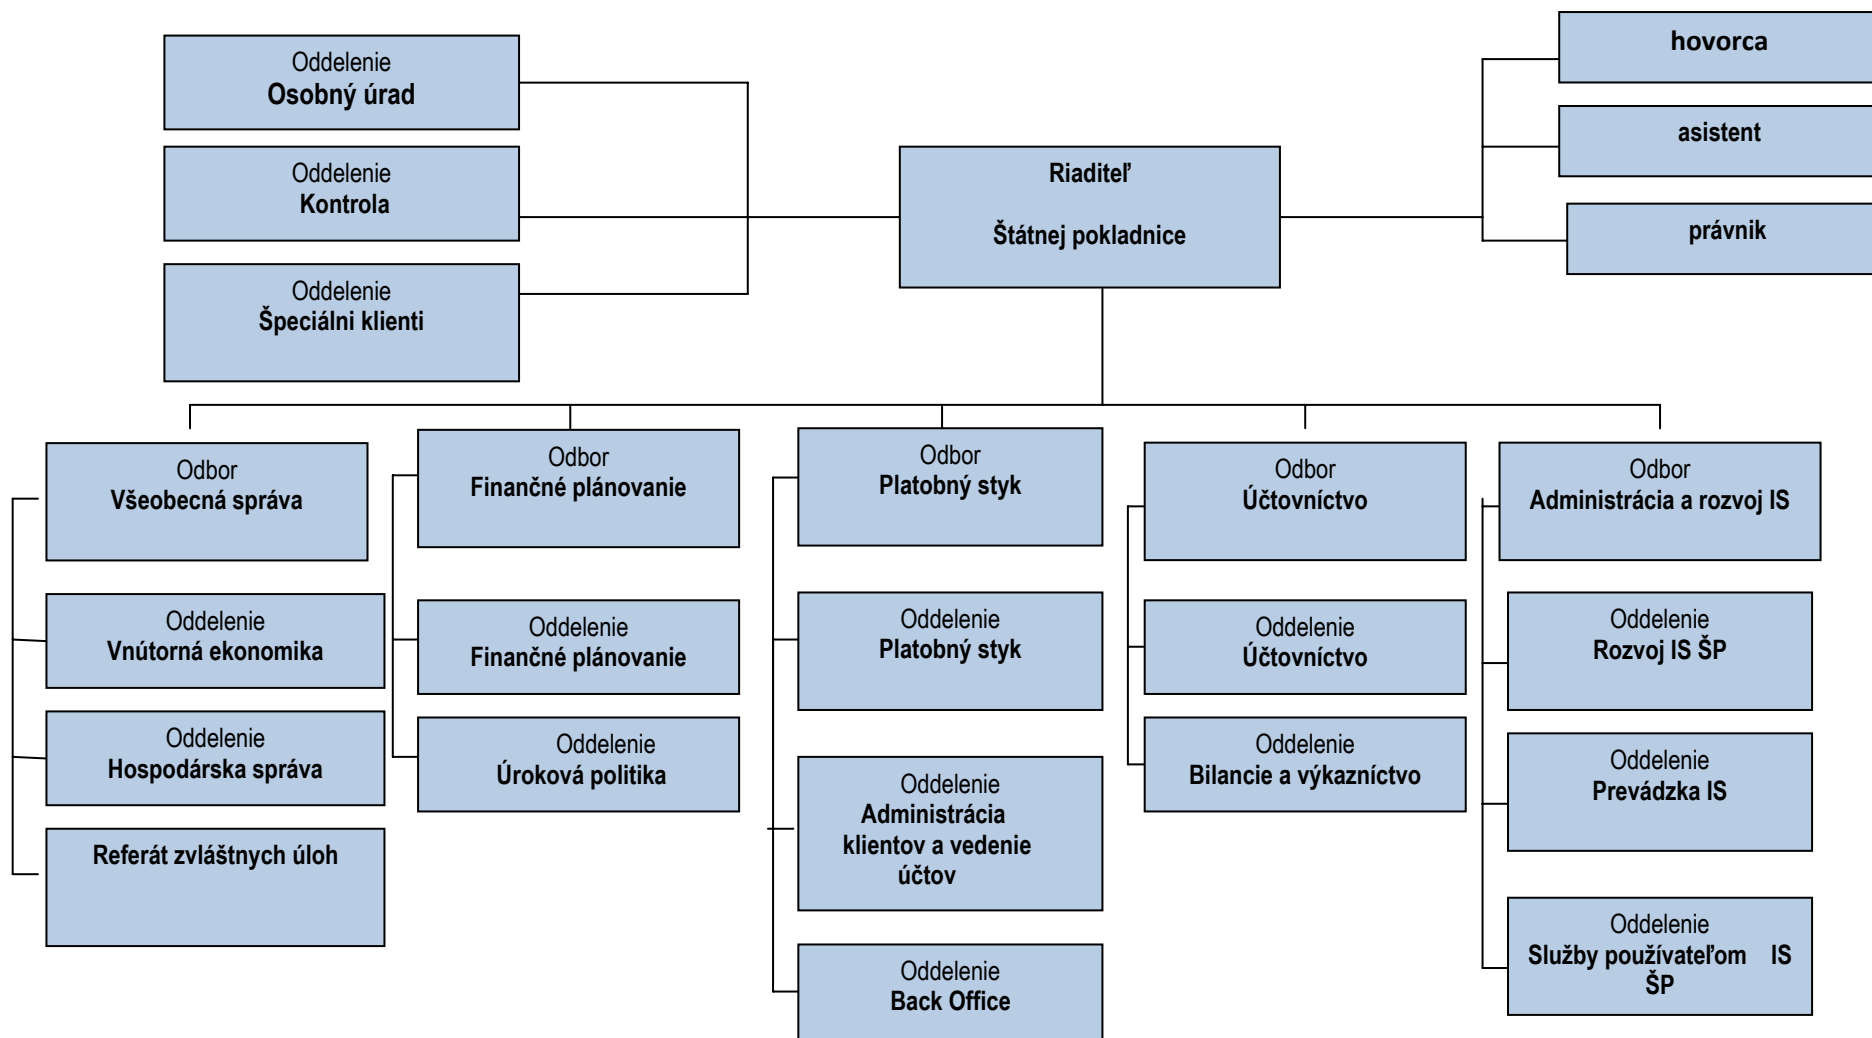 Oddelenie
Osobný úrad
Oddelenie
Kontrola
Oddelenie
Špeciálni klienti
Riaditeľ
Štátnej pokladnice
hovorca
asistent
právnik
Odbor
Všeobecná správa
Oddelenie
Vnútorná ekonomika
Oddelenie
Hospodárska správa
Referát zvláštnych úloh
Odbor
Finančné plánovanie
Oddelenie
Finančné plánovanie
Oddelenie
Úroková politika
Odbor
Platobný styk
Oddelenie
Platobný styk
Oddelenie
Administrácia
klientov a vedenie
účtov
Oddelenie
Back Office
Odbor
Účtovníctvo
Oddelenie
Účtovníctvo
Oddelenie
Bilancie a výkazníctvo
Odbor
Administrácia a rozvoj IS
Oddelenie
Rozvoj IS ŠP
Oddelenie
Prevádzka IS
Oddelenie
Služby používateľom IS
ŠP